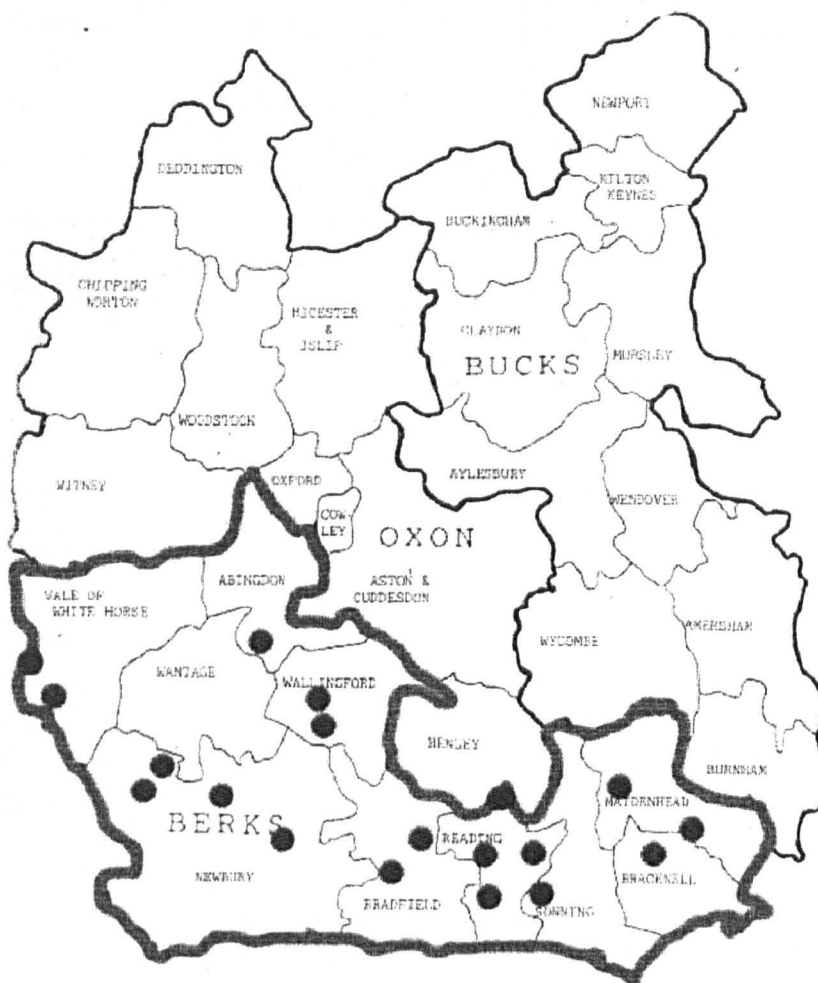 NEWPORT
DEDDINGTON
KILTON
KEYNES
BUCKINGHAM
CHIPPING
NORTON
BICESTER
&
ISLIP
CLAYDON
BUCKS
MURSLEY
WOODSTOCK
WITNEY
OXFORD
AYLESBURY
WENDOVER
COW
LEY
OXON
ABINGDON
ASTON &
CUDDESDON
VALE OF
WHITE HORSE
WYCOMBE
AMERSHAM
WANTAGE
WALLINGFORD
HENLEY
BURNHAM
MAIDENHEAD
BERKS
READING
NEWBURY
BRADFIELD
SONNING
BRACKNELL